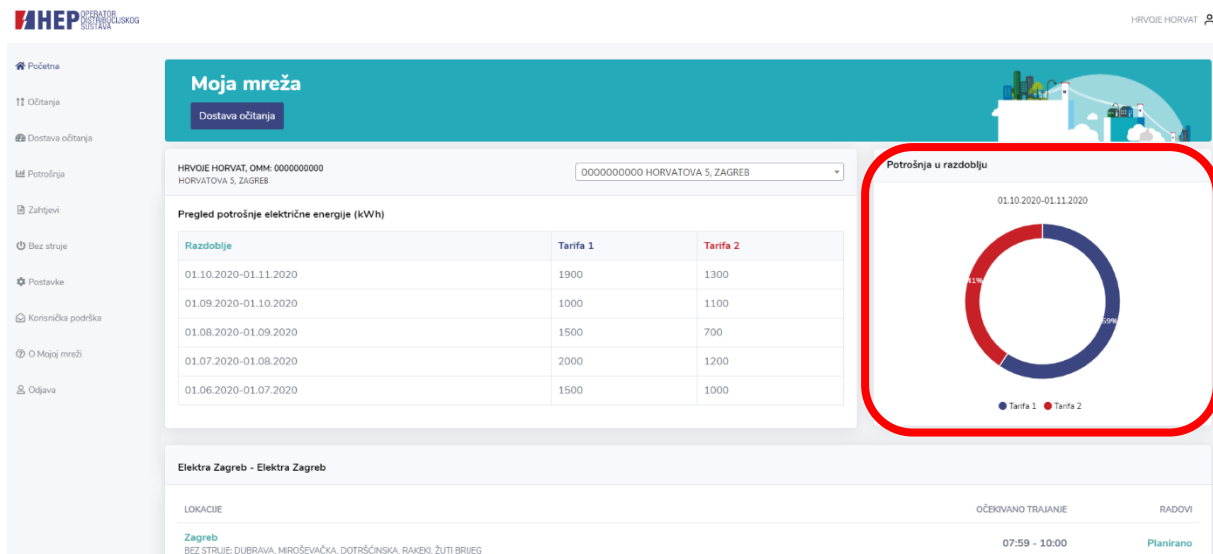 HEP OPERATOR
DISTRIBUCIJSKOG
SUSTAVA
HRVOJE HORVAT
Početna
Očitanja
Dostava očitanja
Potrošnja
Zahtjevi
Bez struje
Postavke
Korisnička podrška
O Mojoj mreži
Odjava
Moja mreža
Dostava očitanja
HRVOJE HORVAT, OMM: 0000000000
HORVATOVA 5, ZAGREB
0000000000 HORVATOVA 5, ZAGREB
Pregled potrošnje električne energije (kWh)
Razdoblje Tarifa 1 Tarifa 2
01.10.2020-01.11.2020 1900 1300
01.09.2020-01.10.2020 1000 1100
01.08.2020-01.09.2020 1500 700
01.07.2020-01.08.2020 2000 1200
01.06.2020-01.07.2020 1500 1000
Potrošnja u razdoblju
01.10.2020-01.11.2020
41%
59%
Tarifa 1 Tarifa 2
Elektra Zagreb - Elektra Zagreb
LOKACIJE OČEKIVANO TRAJANJE RADOVI
Zagreb 07:59 - 10:00 Planirano
BEZ STRUJE: DUBRAVA, MIROŠEVAČKA, DOTRŠĆINSKA, RAKEKI, ŽUTI BRIJEG